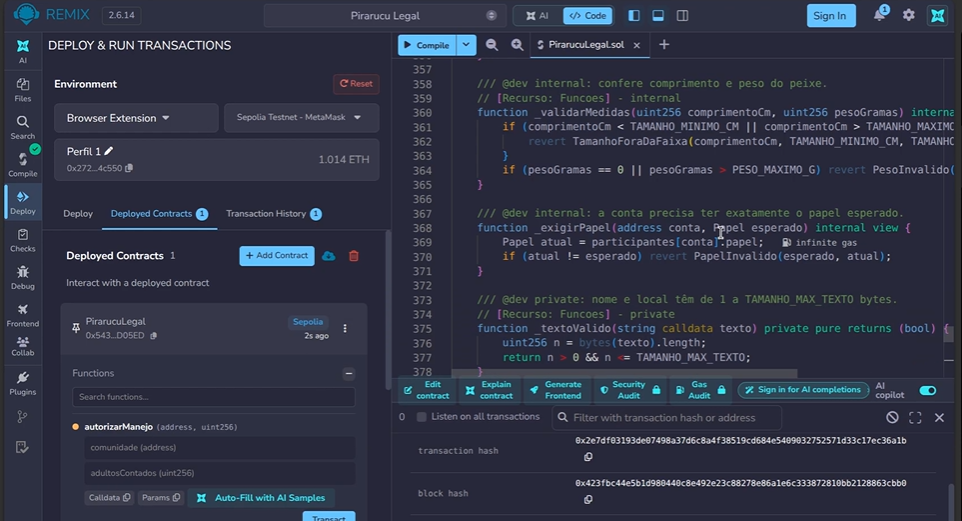 REMIX 2.6.14
Pirarucu Legal
AI
Code
Sign In
1
DEPLOY & RUN TRANSACTIONS
AI
Files
Search
Compile
Deploy
Checks
Debug
Frontend
Collab
Plugins
Environment
Reset
Browser Extension
Sepolia Testnet - MetaMask
Perfil 1
0x272...4c550
1.014 ETH
Deploy
Deployed Contracts 1
Transaction History 1
Deployed Contracts 1
+ Add Contract
Interact with a deployed contract
PirarucuLegal
0x543...D05ED
Sepolia
2s ago
Functions
Search functions...
autorizarManejo (address, uint256)
comunidade (address)
adultosContados (uint256)
Calldata
Params
Auto-Fill with AI Samples
Transact
Compile
PirarucuLegal.sol
357
358 /// @dev internal: confere comprimento e peso do peixe.
359 // [Recurso: Funcoes] - internal
360 function _validarMedidas(uint256 comprimentoCm, uint256 pesoGramas) interna
361 if (comprimentoCm < TAMANHO_MINIMO_CM || comprimentoCm > TAMANHO_MAXIMO
362 revert TamanhoForaDaFaixa(comprimentoCm, TAMANHO_MINIMO_CM, TAMANHO
363 }
364 if (pesoGramas == 0 || pesoGramas > PESO_MAXIMO_G) revert PesoInvalido(
365 }
366
367 /// @dev internal: a conta precisa ter exatamente o papel esperado.
368 function _exigirPapel(address conta, Papel esperado) internal view {
369 Papel atual = participantes[conta].papel; infinite gas
370 if (atual != esperado) revert PapelInvalido(esperado, atual);
371 }
372
373 /// @dev private: nome e local têm de 1 a TAMANHO_MAX_TEXTO bytes.
374 // [Recurso: Funcoes] - private
375 function _textoValido(string calldata texto) private pure returns (bool) {
376 uint256 n = bytes(texto).length;
377 return n > 0 && n <= TAMANHO_MAX_TEXTO;
378 }
Edit contract
Explain contract
Generate Frontend
Security Audit
Gas Audit
Sign in for AI completions
AI copilot
0
Listen on all transactions
Filter with transaction hash or address
transaction hash 0x2e7df03193de07498a37d6c8a4f38519cd684e5409032752571d33c17ec36a1b
block hash 0x423fbc44e5b1d980440c8e492e23c88278e86a1e6c333872810bb2128863cbb0